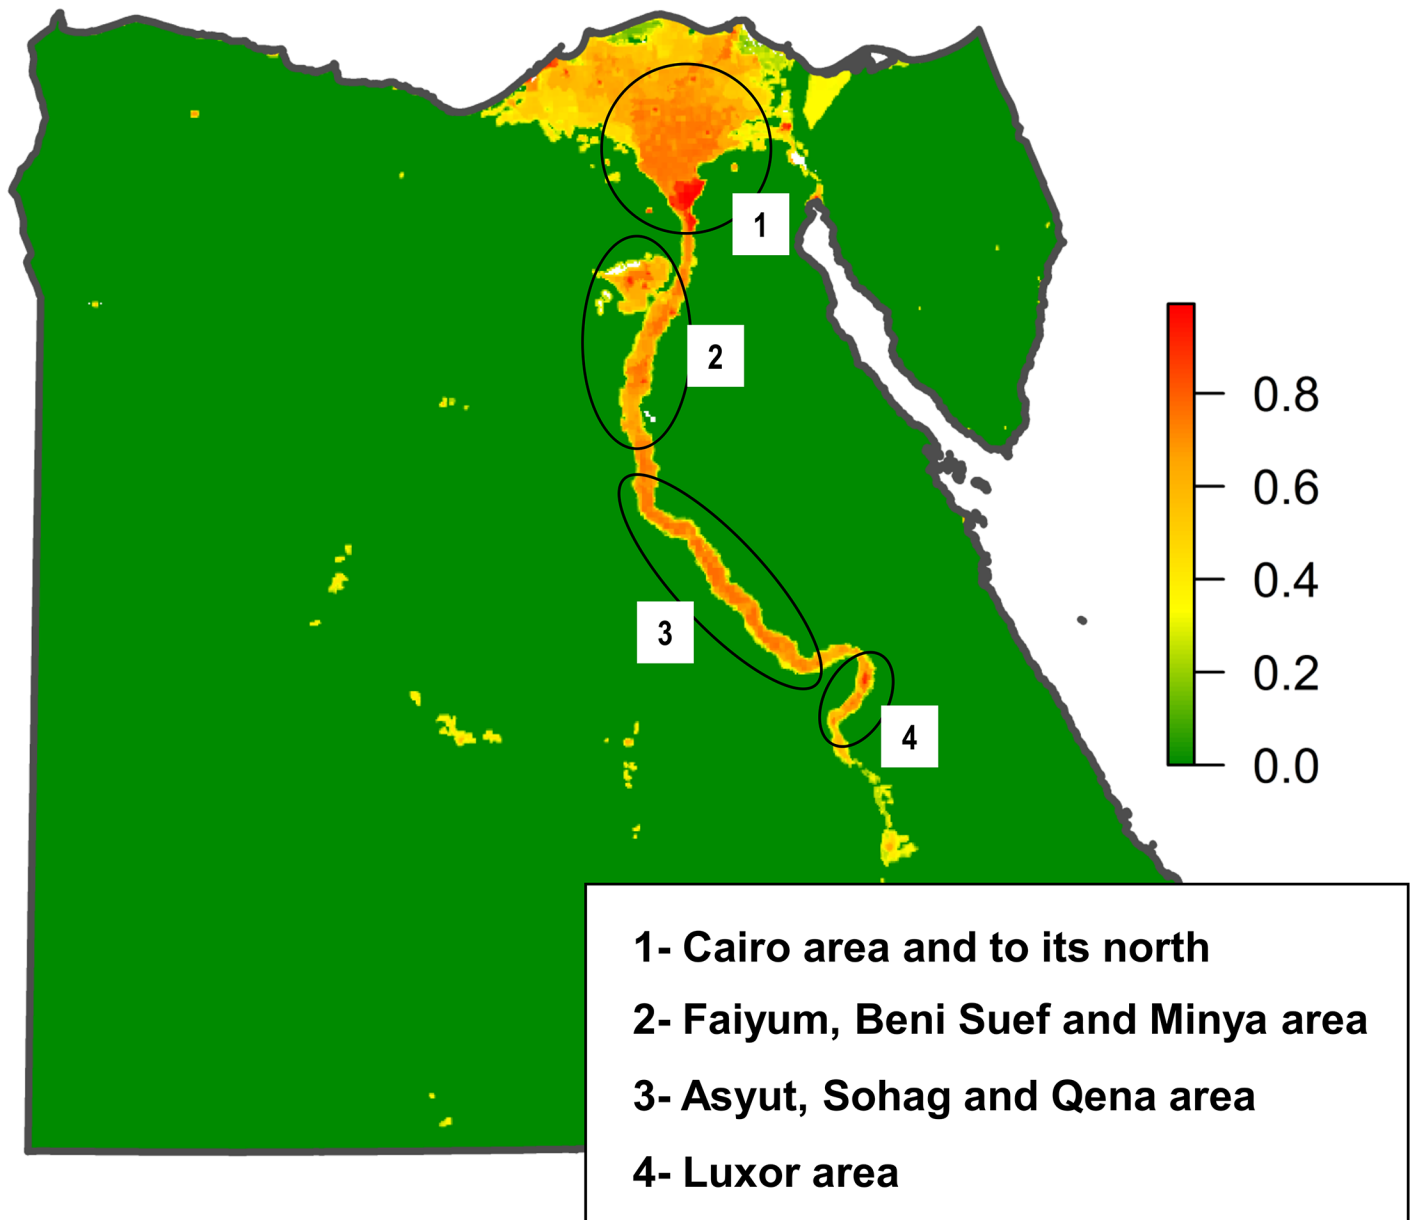 1
2
3
4
0.8
0.6
0.4
0.2
0.0
1- Cairo area and to its north
2- Faiyum, Beni Suef and Minya area
3- Asyut, Sohag and Qena area
4- Luxor area